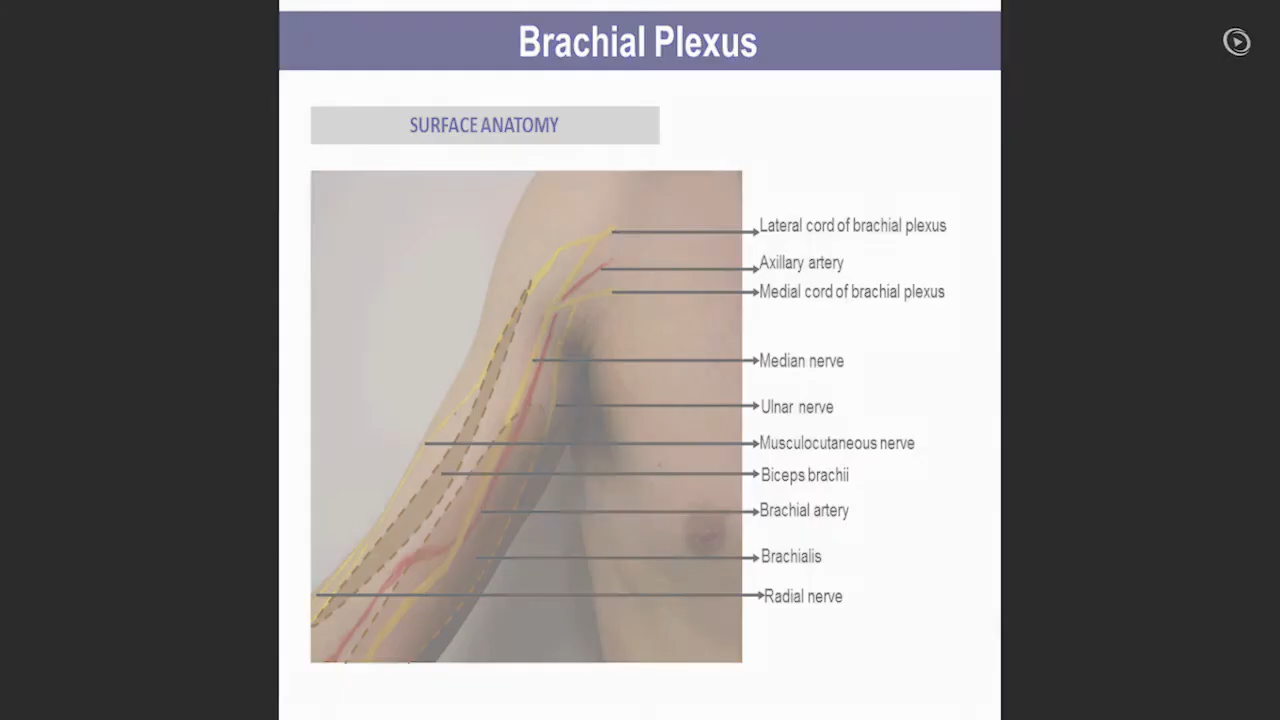 Brachial Plexus
SURFACE ANATOMY
Lateral cord of brachial plexus
Axillary artery
Medial cord of brachial plexus
Median nerve
Ulnar nerve
Musculocutaneous nerve
Biceps brachii
Brachial artery
Brachialis
Radial nerve